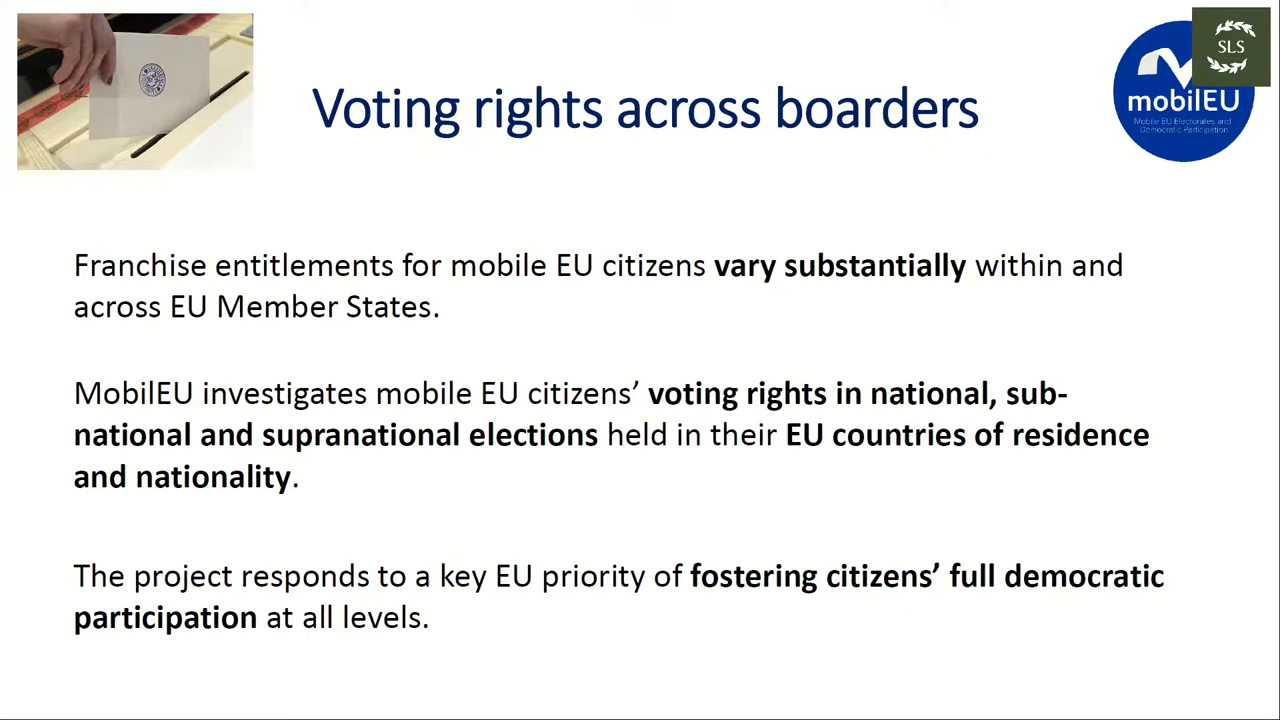 SLS
mobilEU
Mobile EU Electorates and
Democratic Participation
Voting rights across boarders
Franchise entitlements for mobile EU citizens vary substantially within and
across EU Member States.
MobilEU investigates mobile EU citizens’ voting rights in national, sub-
national and supranational elections held in their EU countries of residence
and nationality.
The project responds to a key EU priority of fostering citizens’ full democratic
participation at all levels.